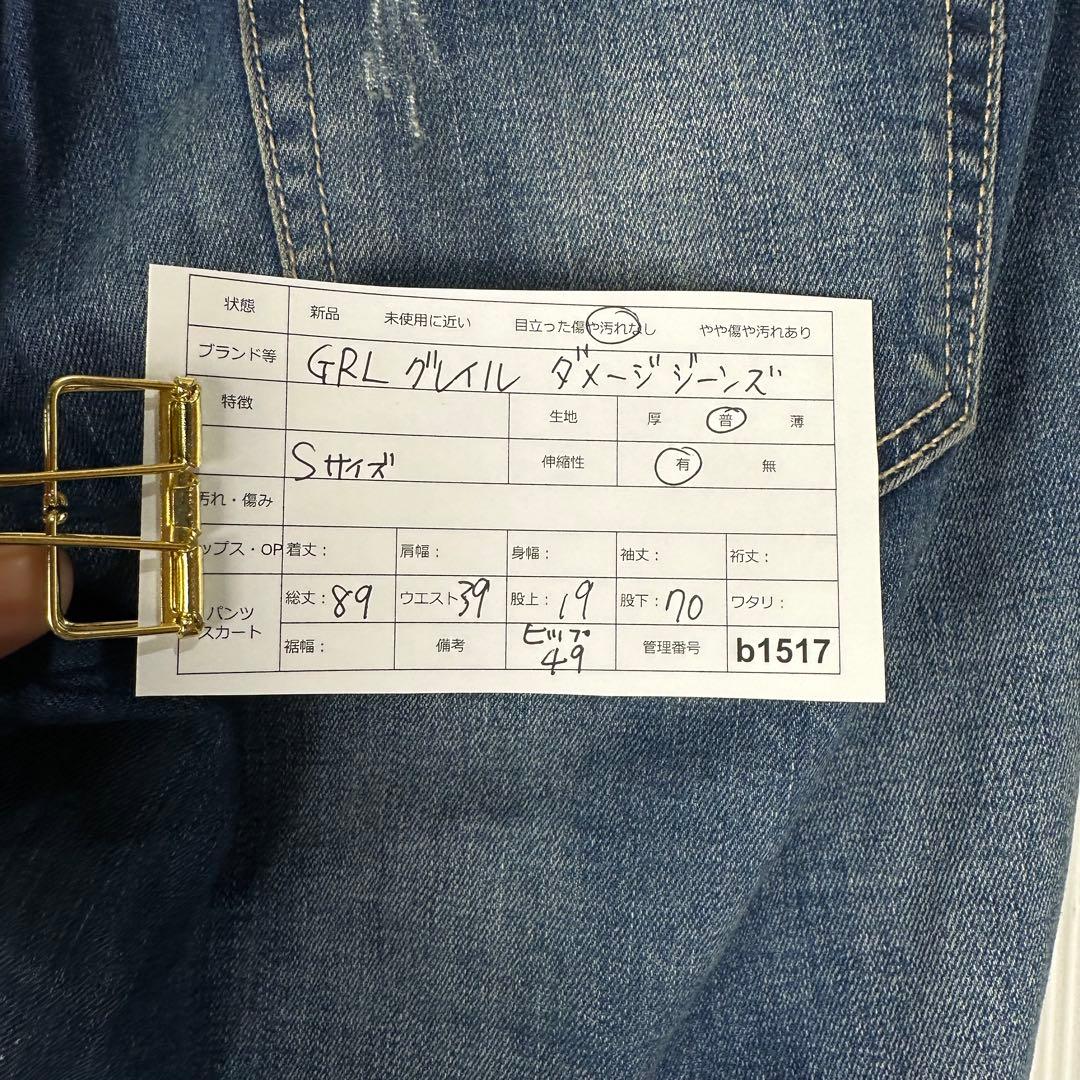 状態 新品 未使用に近い 目立った傷や汚れなし やや傷や汚れあり
ブランド等 GRL グレイル ダメージジーンズ
特徴 生地 厚 普 薄
Sサイズ 伸縮性 有 無
汚れ・傷み
ップス・OP 着丈： 肩幅： 身幅： 袖丈： 裄丈：
パンツ 総丈：89 ウエスト39 股上：19 股下：70 ワタリ：
スカート 裾幅： 備考 ヒップ 管理番号 b1517
49